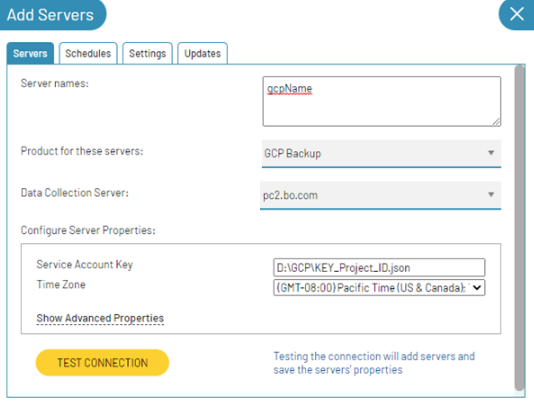 Add Servers
X
Servers Schedules Settings Updates
Server names: gcpName
Product for these servers: GCP Backup
Data Collection Server: pc2.bo.com
Configure Server Properties:
Service Account Key D:\GCP\KEY_Project_ID.json
Time Zone (GMT-08:00) Pacific Time (US & Canada);
Show Advanced Properties
TEST CONNECTION
Testing the connection will add servers and
save the servers' properties